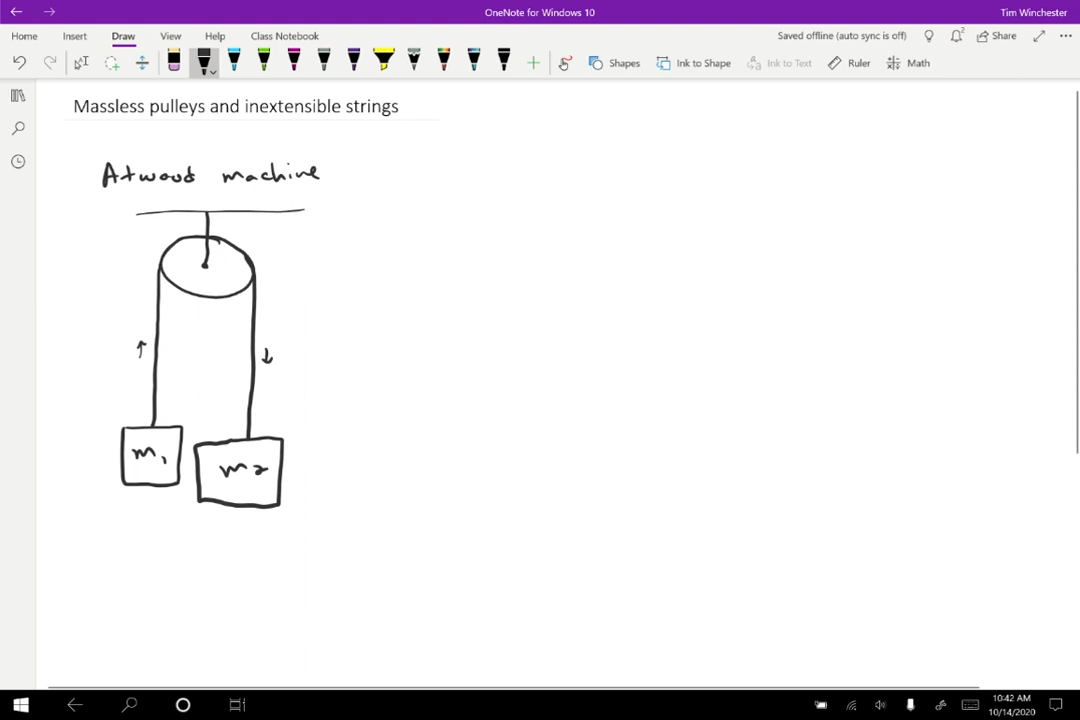 OneNote for Windows 10
Tim Winchester
Home Insert Draw View Help Class Notebook
Saved offline (auto sync is off) Share
Shapes Ink to Shape Ink to Text Ruler Math
Massless pulleys and inextensible strings
Atwood machine
m1
m2
10:42 AM
10/14/2020